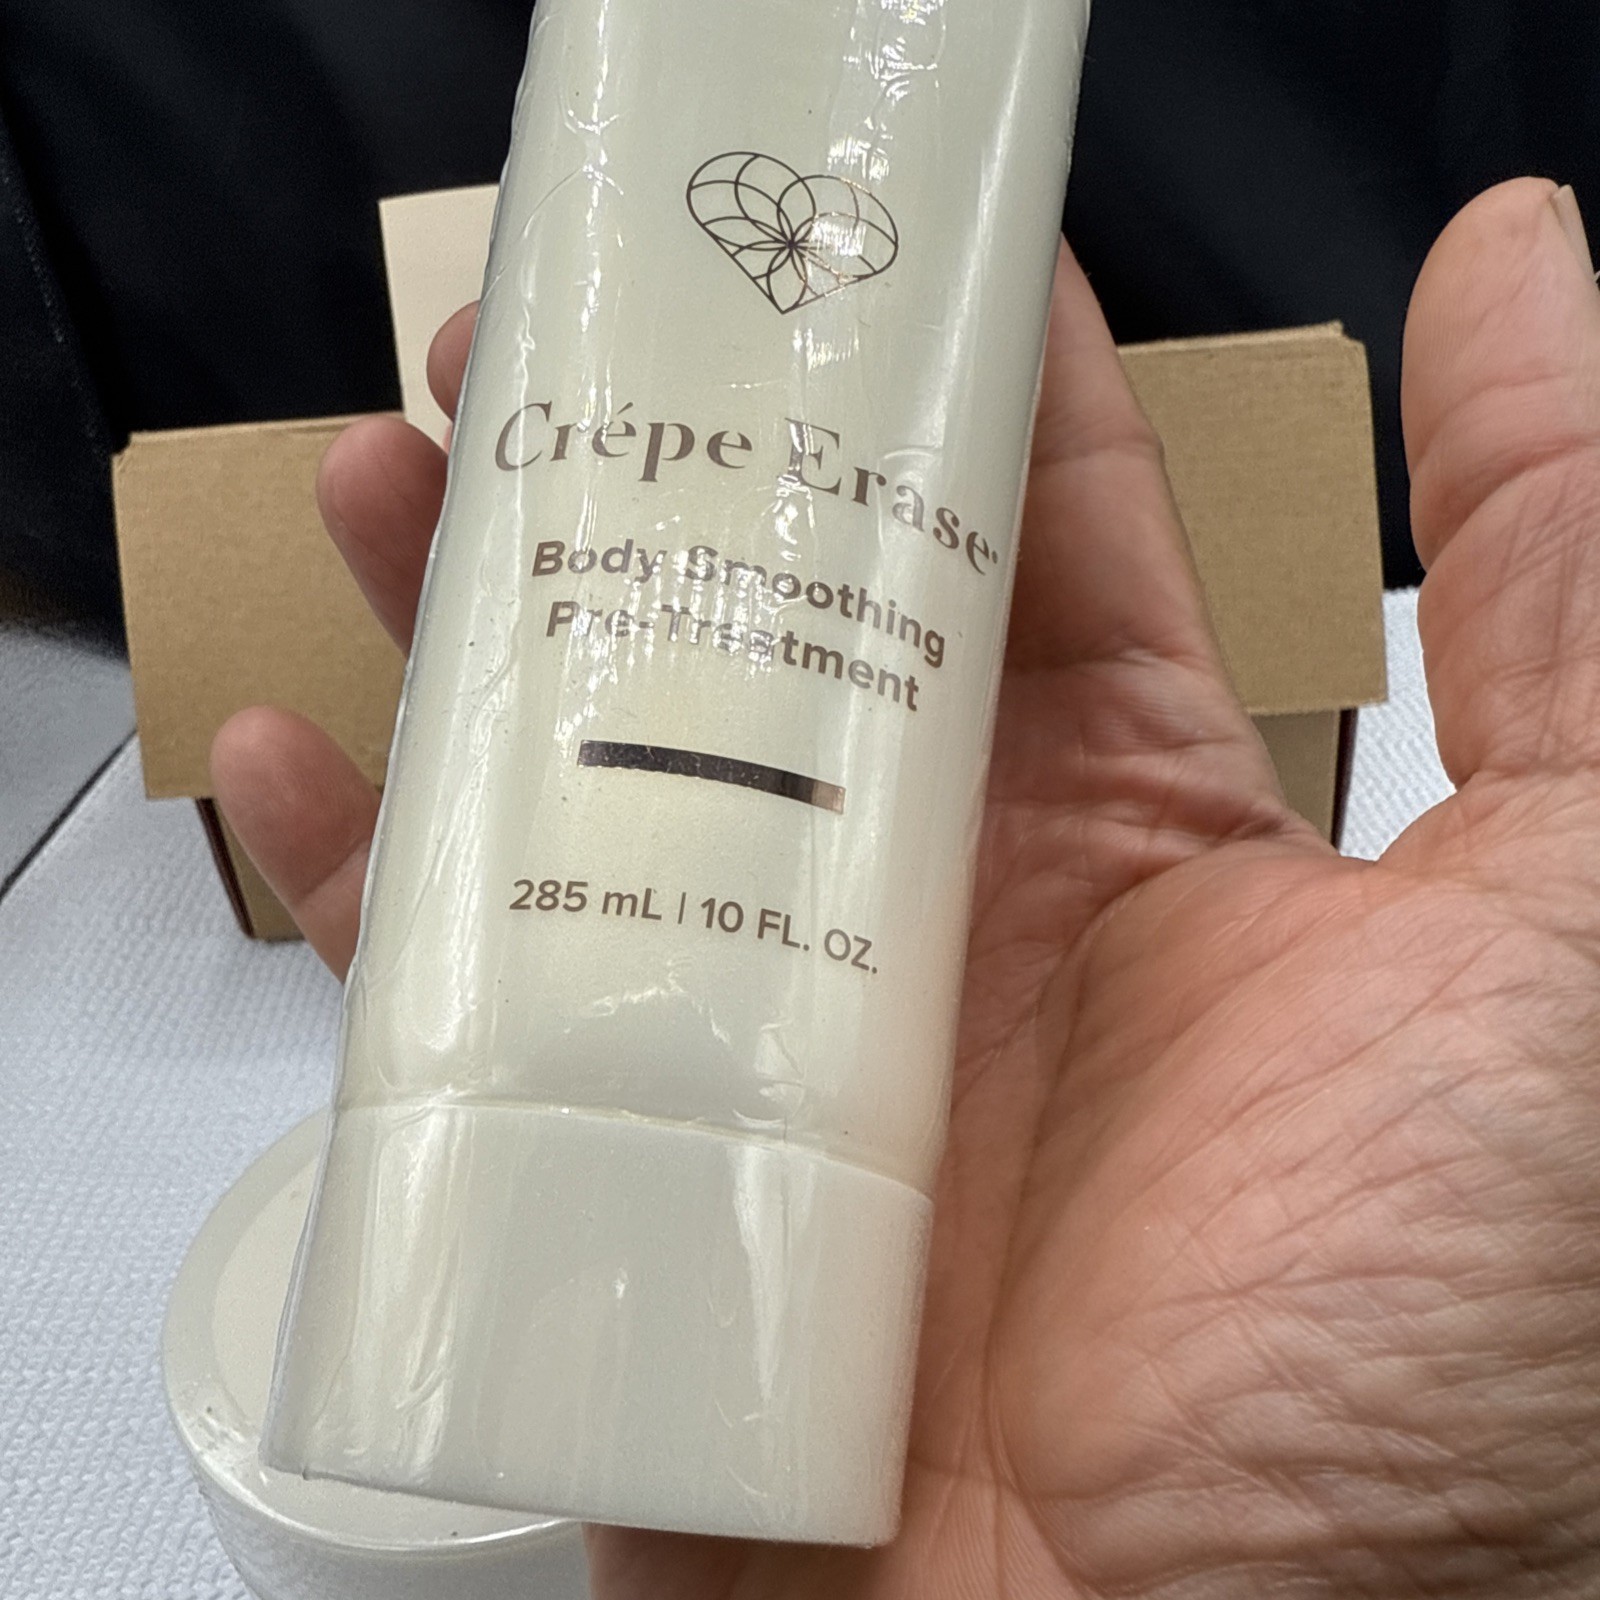 Crépe Erase
Body Smoothing
Pre-Treatment
285 mL | 10 FL. OZ.